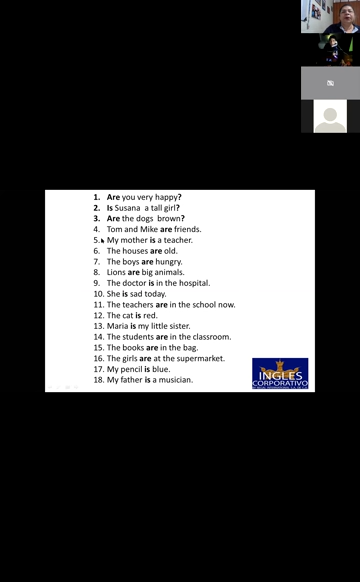 1. Are you very happy?
2. Is Susana a tall girl?
3. Are the dogs brown?
4. Tom and Mike are friends.
5. My mother is a teacher.
6. The houses are old.
7. The boys are hungry.
8. Lions are big animals.
9. The doctor is in the hospital.
10. She is sad today.
11. The teachers are in the school now.
12. The cat is red.
13. Maria is my little sister.
14. The students are in the classroom.
15. The books are in the bag.
16. The girls are at the supermarket.
17. My pencil is blue.
18. My father is a musician.
INGLES
CORPORATIVO